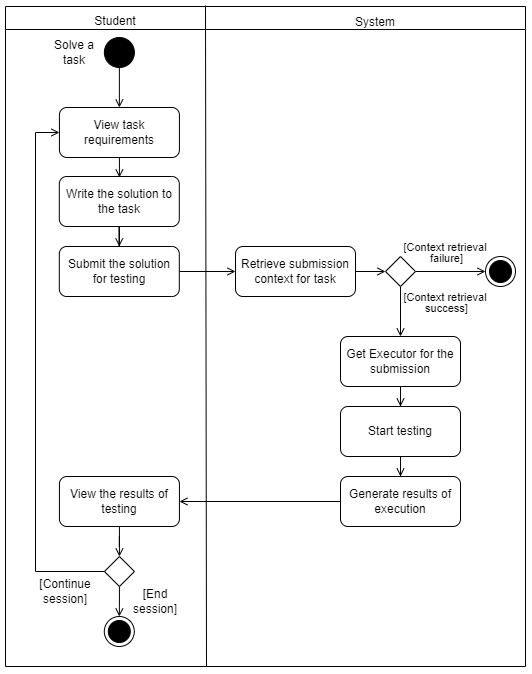 Student
System
Solve a
task
View task
requirements
Write the solution to
the task
Submit the solution
for testing
Retrieve submission
context for task
[Context retrieval
failure]
[Context retrieval
success]
Get Executor for the
submission
Start testing
Generate results of
execution
View the results of
testing
[Continue
session]
[End
session]